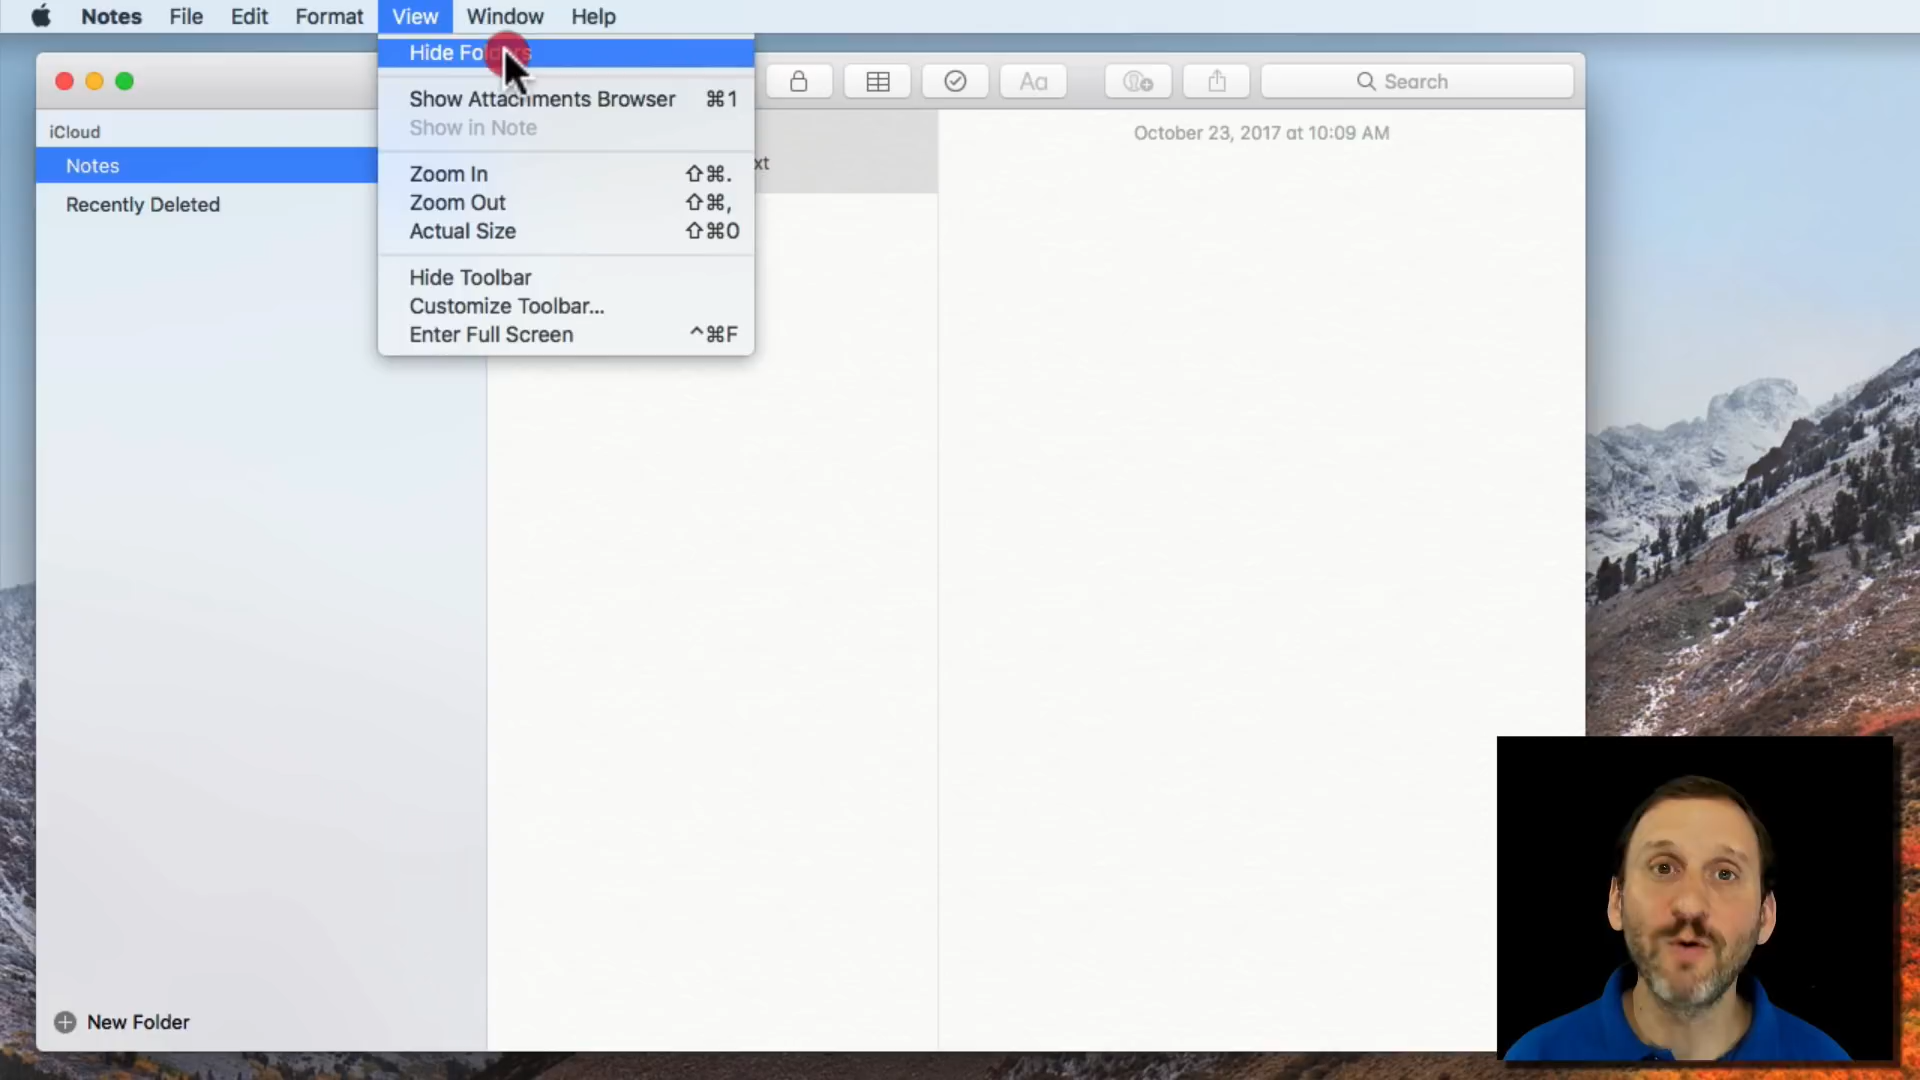 Notes File Edit Format View Window Help
Hide Folders
Show Attachments Browser ⌘1
Show in Note
Zoom In ⇧⌘.
Zoom Out ⇧⌘,
Actual Size ⇧⌘0
Hide Toolbar
Customize Toolbar...
Enter Full Screen ^⌘F
Aa
Search
iCloud
Notes
Recently Deleted
New Folder
October 23, 2017 at 10:09 AM